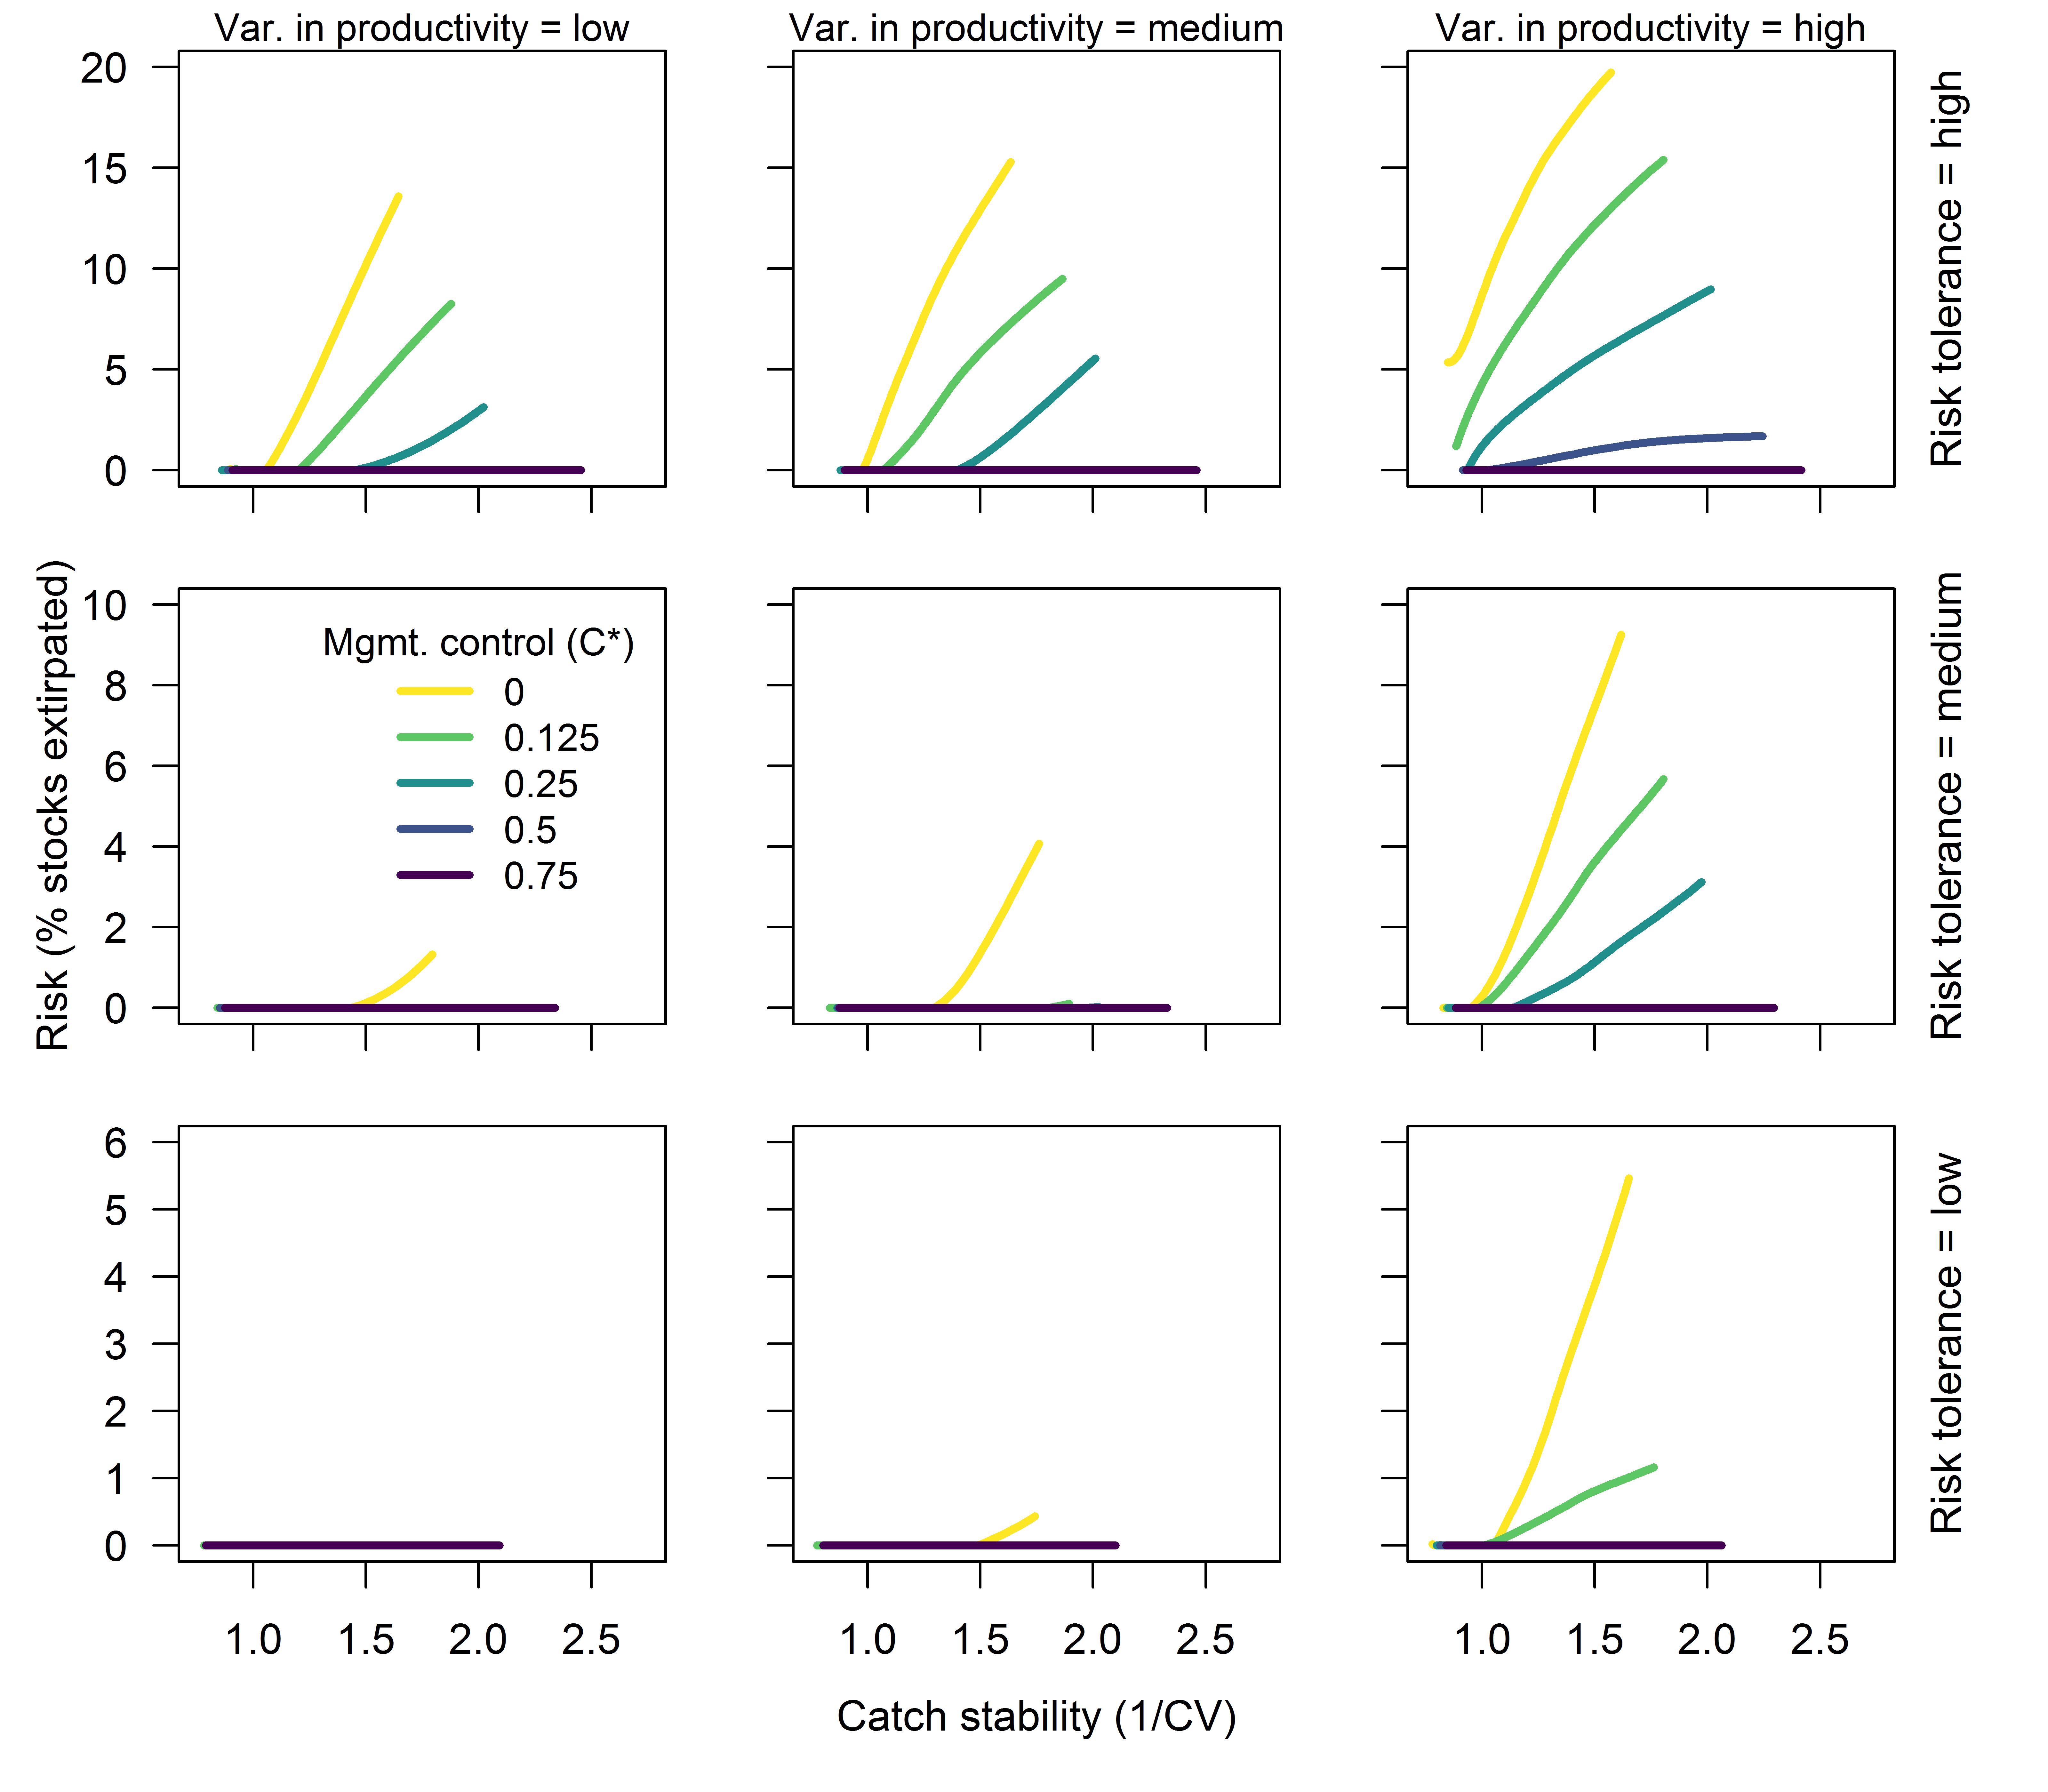 Var. in productivity = low
Var. in productivity = medium
Var. in productivity = high
20
15
10
5
0
Risk tolerance = high
Risk (% stocks extirpated)
10
8
6
4
2
0
Mgmt. control (C*)
0
0.125
0.25
0.5
0.75
Risk tolerance = medium
6
5
4
3
2
1
0
Risk tolerance = low
1.0 1.5 2.0 2.5
1.0 1.5 2.0 2.5
1.0 1.5 2.0 2.5
Catch stability (1/CV)